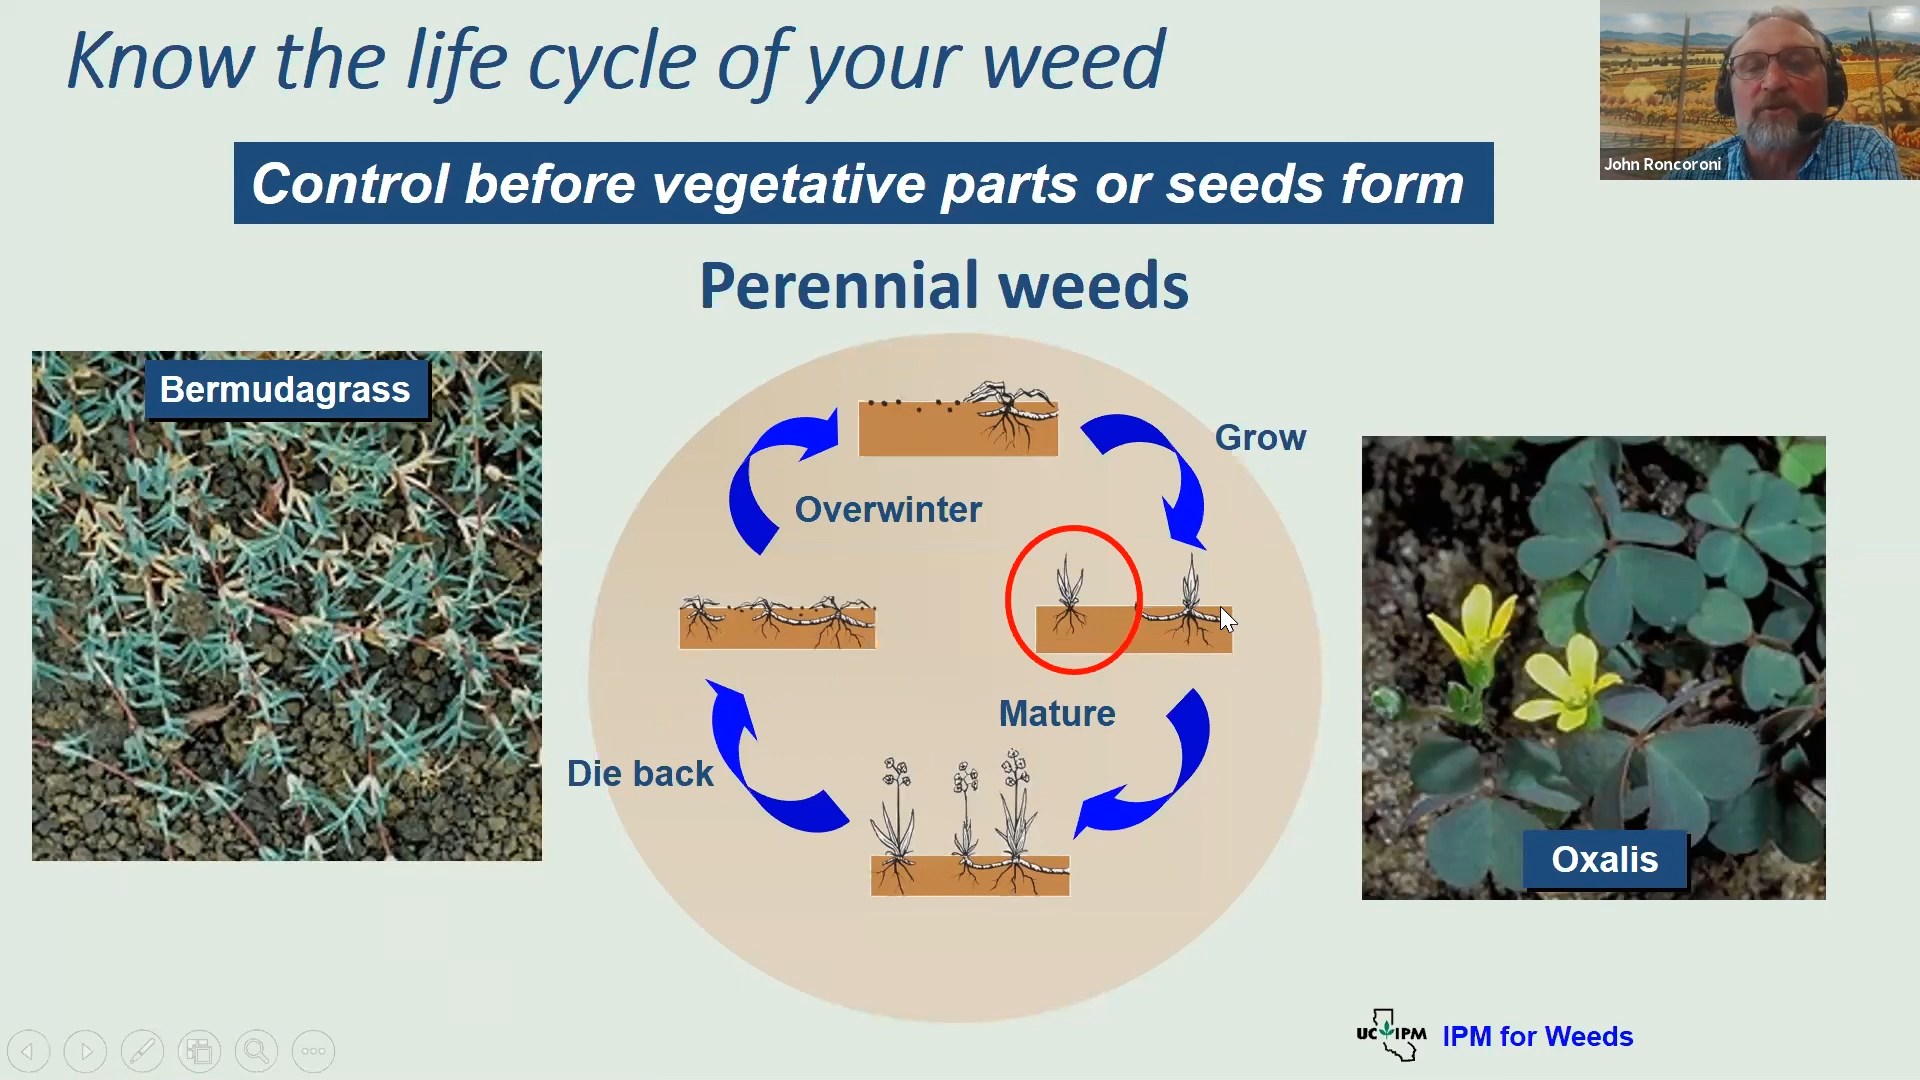 Know the life cycle of your weed
John Roncoroni
Control before vegetative parts or seeds form
Perennial weeds
Bermudagrass
Grow
Overwinter
Mature
Die back
Oxalis
UC IPM
IPM for Weeds